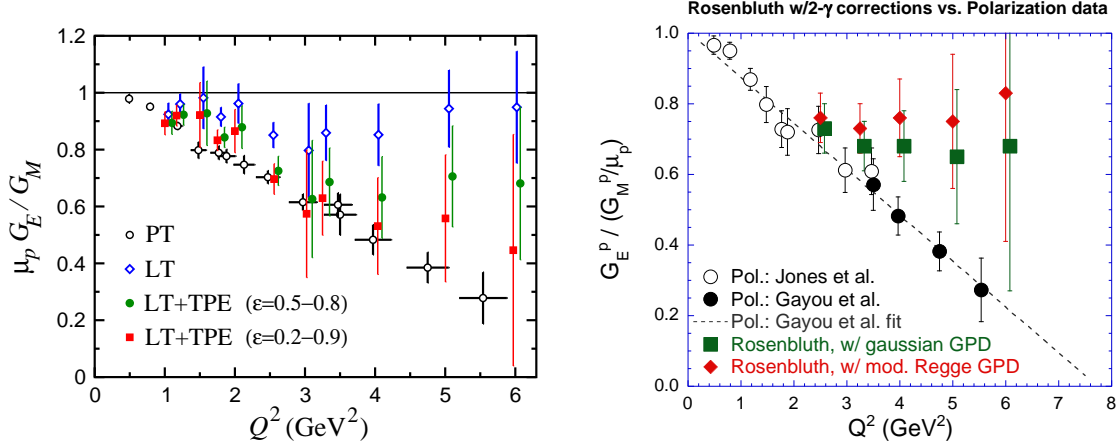 1.2
1
0.8
0.6
0.4
0.2
0
μp GE / GM
PT
LT
LT+TPE (ε=0.5–0.8)
LT+TPE (ε=0.2–0.9)
0 1 2 3 4 5 6
Q² (GeV²)
Rosenbluth w/2-γ corrections vs. Polarization data
1.0
0.8
0.6
0.4
0.2
0.0
GE^p / (GM^p/μp)
Pol.: Jones et al.
Pol.: Gayou et al.
Pol.: Gayou et al. fit
Rosenbluth, w/ gaussian GPD
Rosenbluth, w/ mod. Regge GPD
0 1 2 3 4 5 6 7 8
Q² (GeV²)